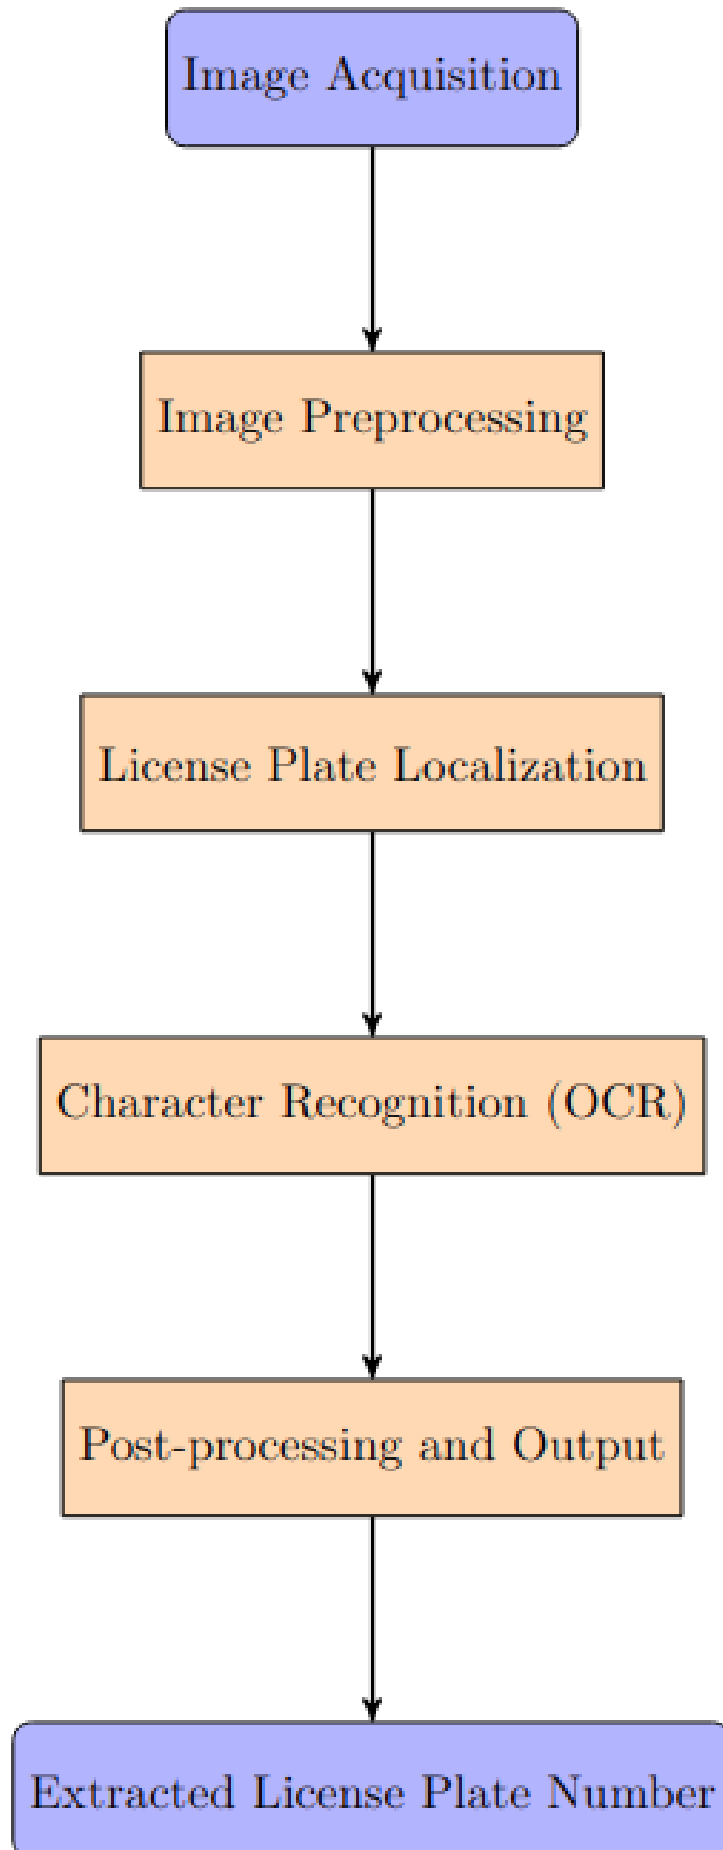 Image Acquisition
Image Preprocessing
License Plate Localization
Character Recognition (OCR)
Post-processing and Output
Extracted License Plate Number